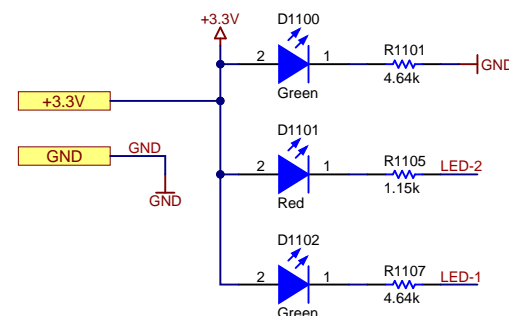 +3.3V
D1100
2
1
Green
R1101
4.64k
GND
+3.3V
GND
GND
GND
D1101
2
1
Red
R1105
1.15k
LED-2
D1102
2
1
Green
R1107
4.64k
LED-1